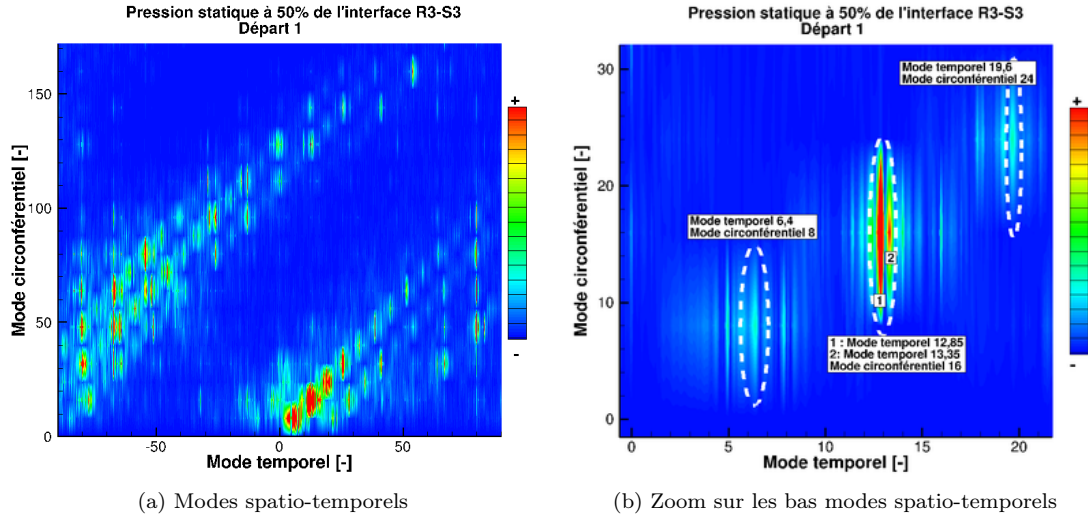 Pression statique à 50% de l'interface R3-S3
Départ 1
150
100
50
0
-50
0
50
Mode circonférentiel [-]
Mode temporel [-]
+
-
(a) Modes spatio-temporels
Pression statique à 50% de l'interface R3-S3
Départ 1
30
20
10
0
0
5
10
15
20
Mode circonférentiel [-]
Mode temporel [-]
Mode temporel 19,6
Mode circonférentiel 24
Mode temporel 6,4
Mode circonférentiel 8
2
1
1 : Mode temporel 12,85
2: Mode temporel 13,35
Mode circonférentiel 16
+
-
(b) Zoom sur les bas modes spatio-temporels